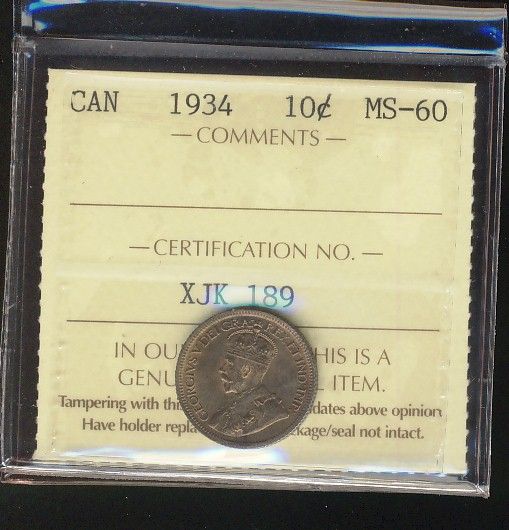 CAN 1934 10¢ MS-60
— COMMENTS —
— CERTIFICATION NO. —
XJK 189
GEORGIVS V DEI GRA: REX ET IND:IMP:
IN OU HIS IS A
GENU ITEM.
Tampering with th dates above opinion
Have holder repla kage/seal not intact.